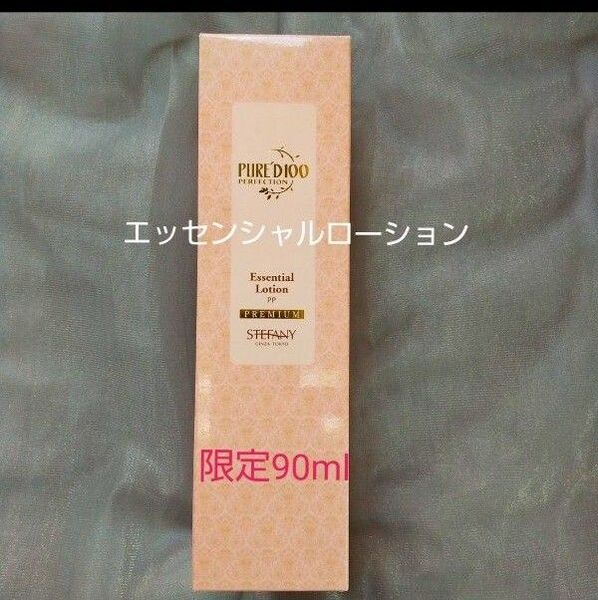 PURE'D100
PERFECTION
エッセンシャルローション
Essential
Lotion
PP
PREMIUM
STEFANY
GINZA TOKYO
限定90ml